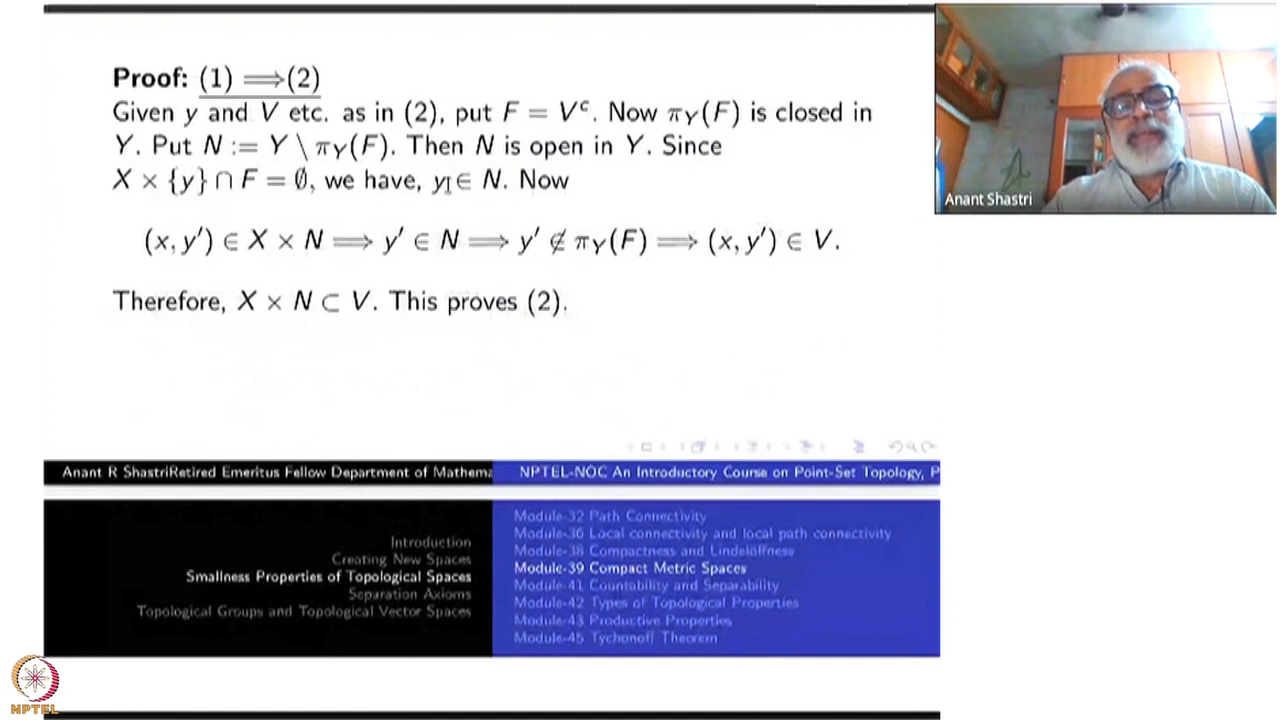 Proof: (1) ⟹(2)
Given y and V etc. as in (2), put F = Vᶜ. Now π_Y(F) is closed in
Y. Put N := Y \ π_Y(F). Then N is open in Y. Since
X × {y} ∩ F = ∅, we have, y ∈ N. Now
(x, y′) ∈ X × N ⟹ y′ ∈ N ⟹ y′ ∉ π_Y(F) ⟹ (x, y′) ∈ V.
Therefore, X × N ⊂ V. This proves (2).
Anant Shastri
Anant R ShastriRetired Emeritus Fellow Department of Mathema
NPTEL-NOC An Introductory Course on Point-Set Topology, P
Introduction
Creating New Spaces
Smallness Properties of Topological Spaces
Separation Axioms
Topological Groups and Topological Vector Spaces
Module-32 Path Connectivity
Module-36 Local connectivity and local path connectivity
Module-38 Compactness and Lindelöffness
Module-39 Compact Metric Spaces
Module-41 Countability and Separability
Module-42 Types of Topological Properties
Module-43 Productive Properties
Module-45 Tychonoff Theorem
NPTEL